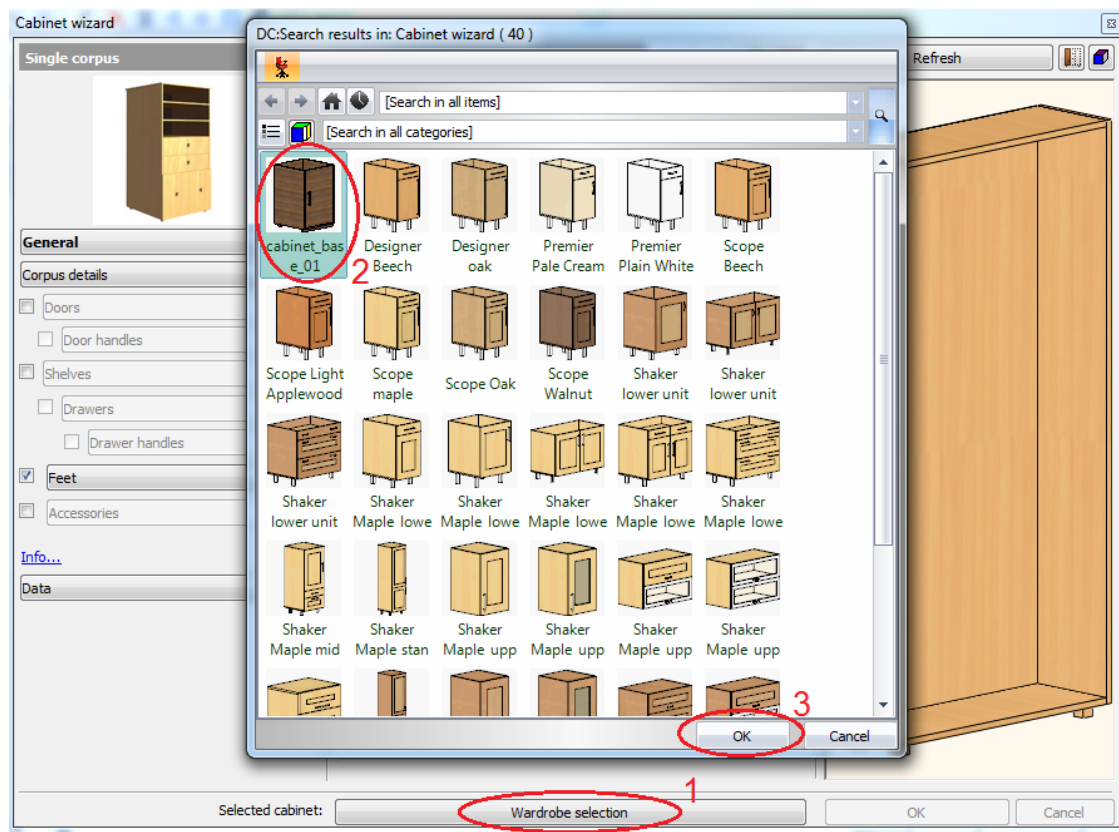 Cabinet wizard
DC:Search results in: Cabinet wizard ( 40 )
Single corpus
Refresh
[Search in all items]
[Search in all categories]
cabinet_bas
e_01
2
Designer
Beech
Designer
oak
Premier
Pale Cream
Premier
Plain White
Scope
Beech
General
Corpus details
Doors
Door handles
Shelves
Drawers
Drawer handles
Feet
Accessories
Info...
Data
Scope Light
Applewood
Scope
maple
Scope Oak
Scope
Walnut
Shaker
lower unit
Shaker
lower unit
Shaker
lower unit
Shaker
Maple lowe
Shaker
Maple lowe
Shaker
Maple lowe
Shaker
Maple lowe
Shaker
Maple lowe
Shaker
Maple mid
Shaker
Maple stan
Shaker
Maple upp
Shaker
Maple upp
Shaker
Maple upp
Shaker
Maple upp
3
OK
Cancel
1
Selected cabinet:
Wardrobe selection
OK
Cancel